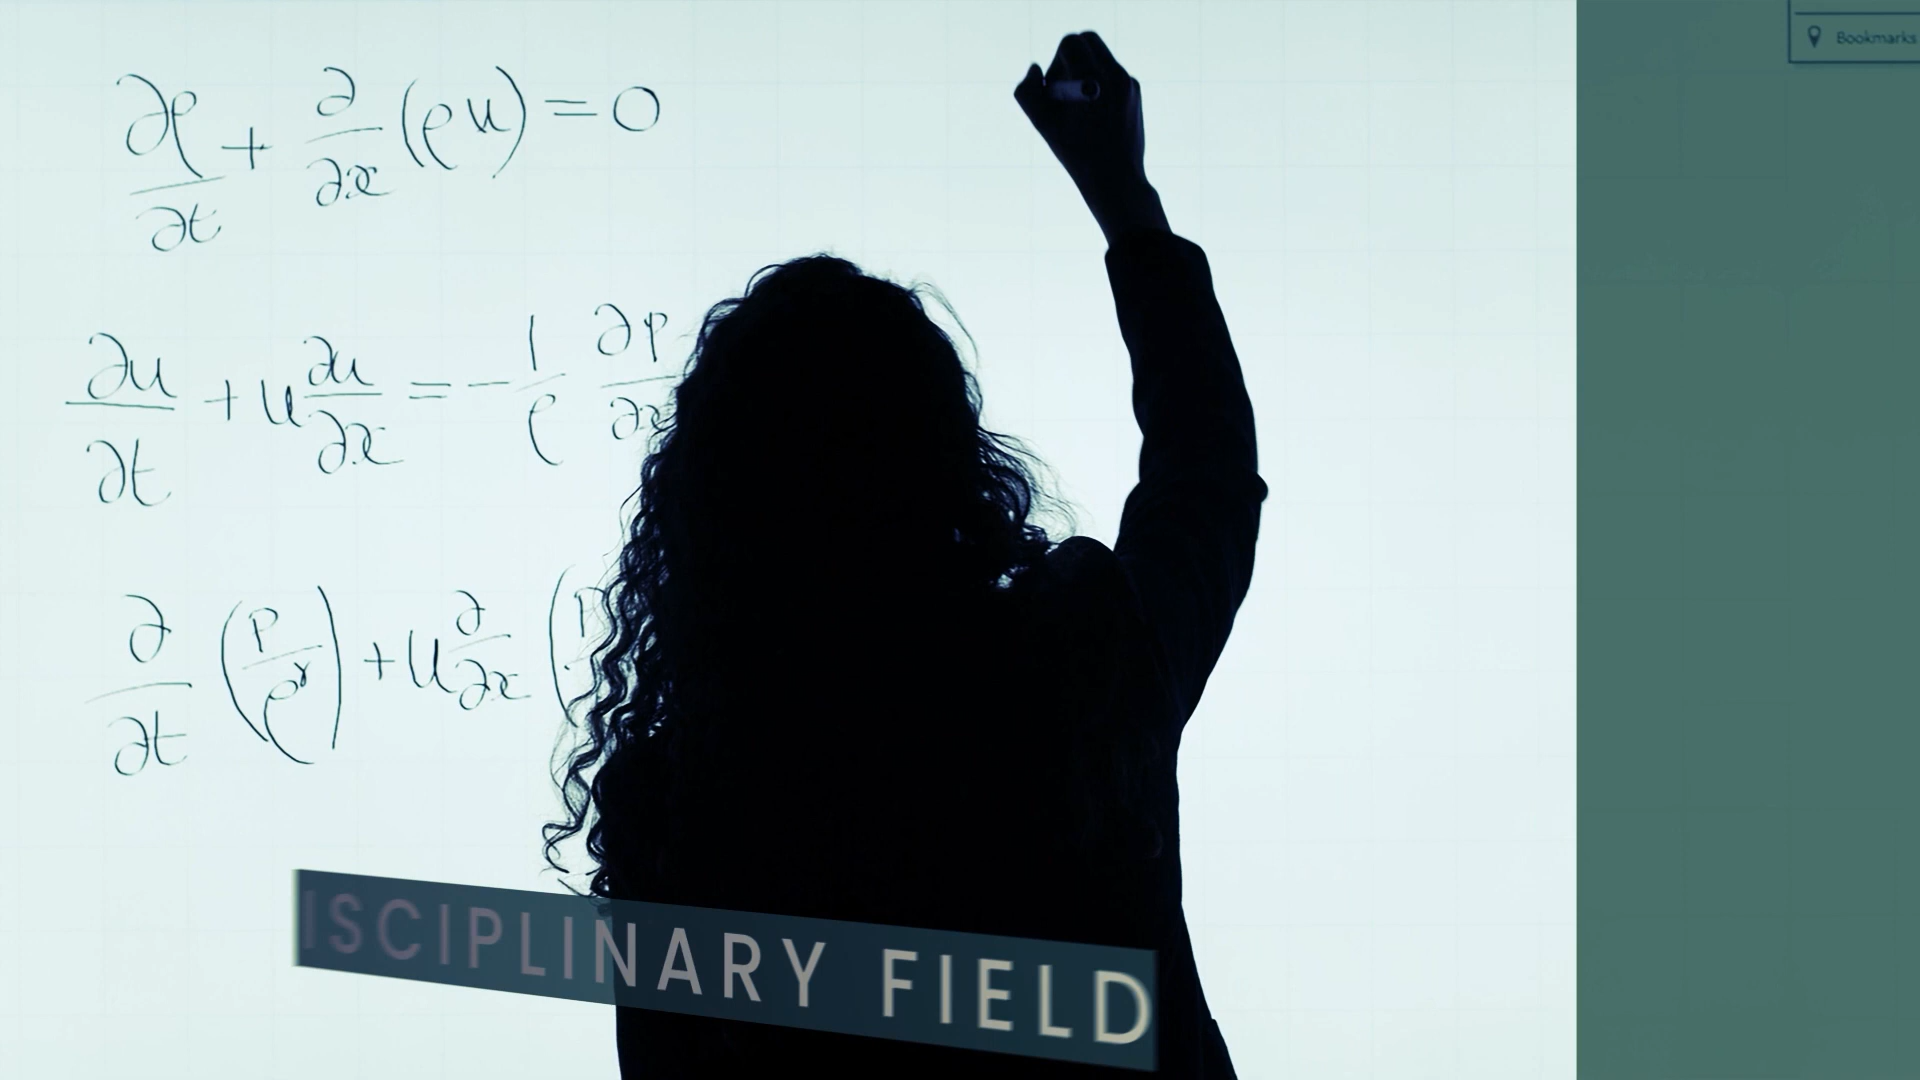 Bookmarks
∂ρ/∂t + ∂/∂x (ρu) = 0
∂u/∂t + u ∂u/∂x = - 1/ρ ∂p/∂x
∂/∂t (p/ρ^γ) + u ∂/∂x (p
ISCIPLINARY FIELD